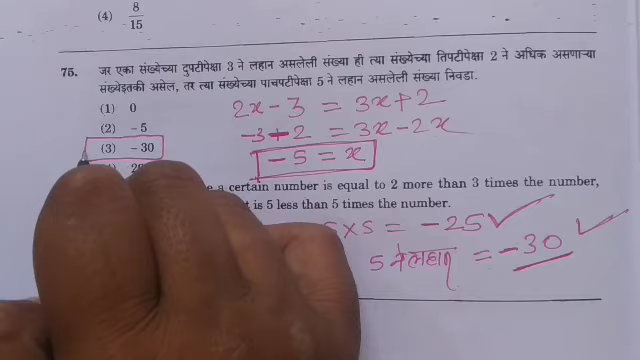 (4) 8/15
75. जर एका संख्येच्या दुपटीपेक्षा 3 ने लहान असलेली संख्या ही त्या संख्येच्या तिपटीपेक्षा 2 ने अधिक असणाऱ्या
संख्येइतकी असेल, तर त्या संख्येच्या पाचपटीपेक्षा 5 ने लहान असलेली संख्या निवडा.
(1) 0
2x - 3 = 3x + 2
(2) - 5
-3 - 2 = 3x - 2x
(3) - 30
- 5 = x
a certain number is equal to 2 more than 3 times the number,
is 5 less than 5 times the number.
x 5 = - 25 ✓
5 ने लहान = - 30 ✓